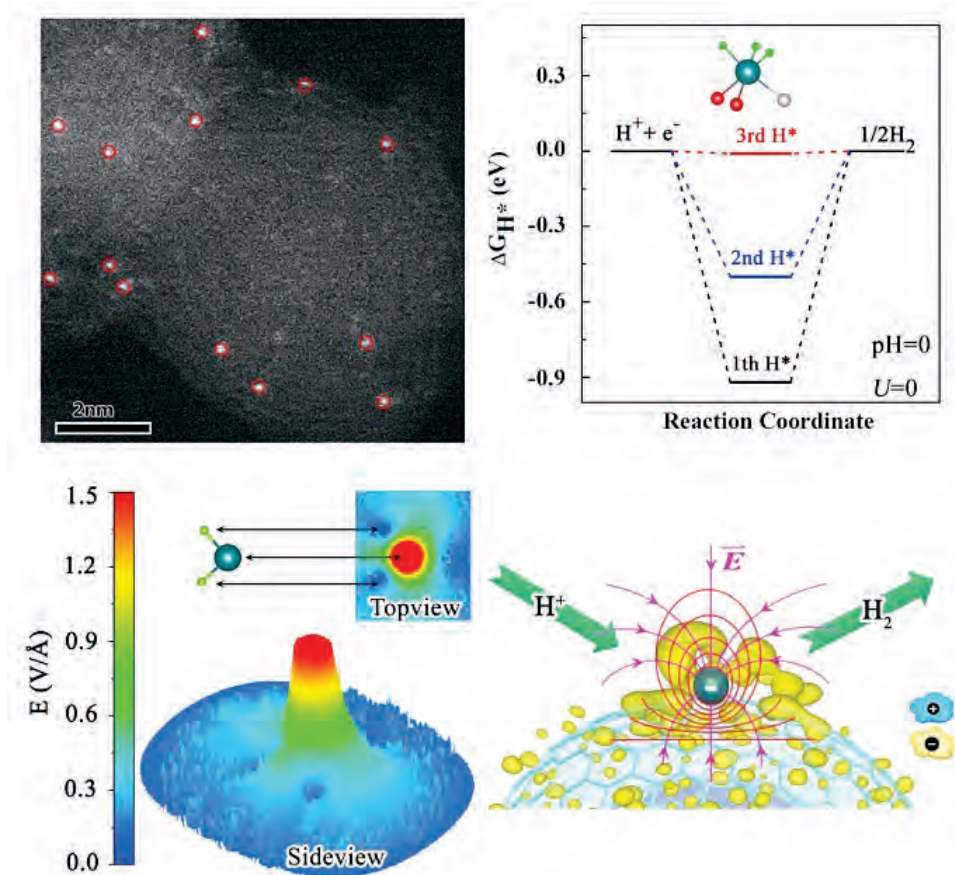 2nm
0.3
0.0
-0.3
-0.6
-0.9
ΔG_H* (eV)
H⁺ + e⁻
3rd H*
1/2H₂
2nd H*
1th H*
pH=0
U=0
Reaction Coordinate
1.5
1.2
0.9
0.6
0.3
0.0
E (V/Å)
Topview
Sideview
E
H⁺
H₂
+
−